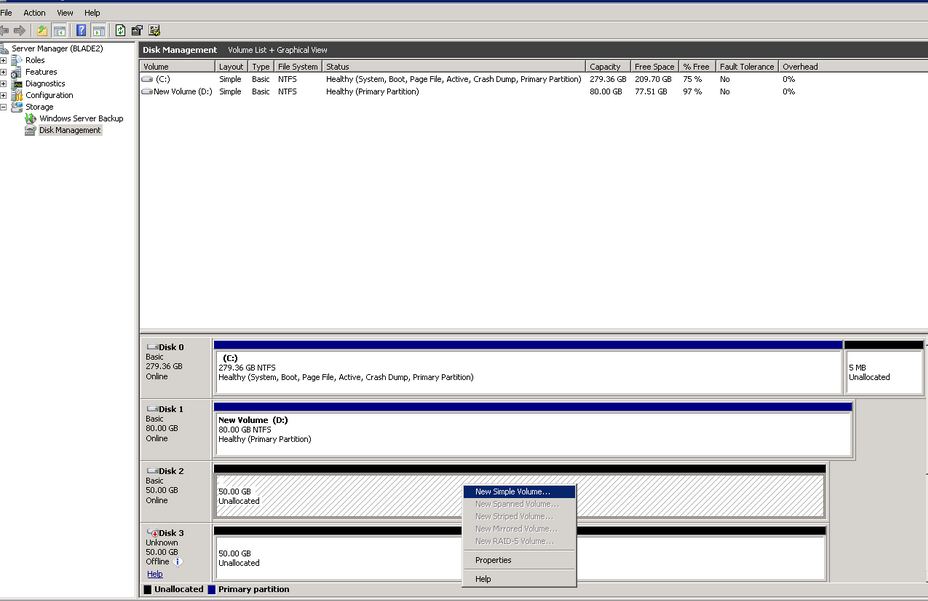 File Action View Help
Server Manager (BLADE2)
Roles
Features
Diagnostics
Configuration
Storage
Windows Server Backup
Disk Management
Disk Management Volume List + Graphical View
Volume Layout Type File System Status Capacity Free Space % Free Fault Tolerance Overhead
(C:) Simple Basic NTFS Healthy (System, Boot, Page File, Active, Crash Dump, Primary Partition) 279.36 GB 209.70 GB 75 % No 0%
New Volume (D:) Simple Basic NTFS Healthy (Primary Partition) 80.00 GB 77.51 GB 97 % No 0%
Disk 0
Basic
279.36 GB
Online
(C:)
279.36 GB NTFS
Healthy (System, Boot, Page File, Active, Crash Dump, Primary Partition)
5 MB
Unallocated
Disk 1
Basic
80.00 GB
Online
New Volume (D:)
80.00 GB NTFS
Healthy (Primary Partition)
Disk 2
Basic
50.00 GB
Online
50.00 GB
Unallocated
New Simple Volume...
New Spanned Volume...
New Striped Volume...
New Mirrored Volume...
New RAID-5 Volume...
Properties
Help
Disk 3
Unknown
50.00 GB
Offline
Help
50.00 GB
Unallocated
Unallocated Primary partition